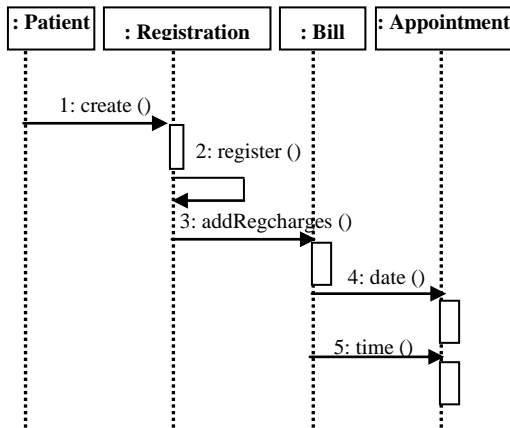 : Patient
: Registration
: Bill
: Appointment
1: create ()
2: register ()
3: addRegcharges ()
4: date ()
5: time ()